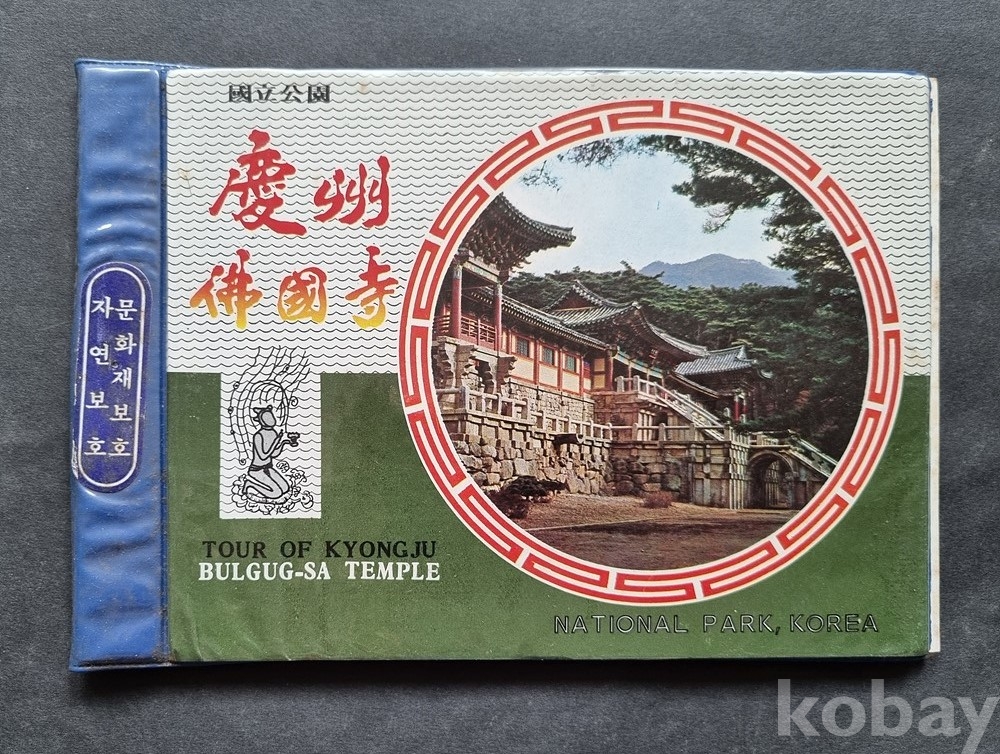 國立公園
慶州
佛國寺
문화재보호
자연보호
TOUR OF KYONGJU
BULGUG-SA TEMPLE
NATIONAL PARK, KOREA
kobay